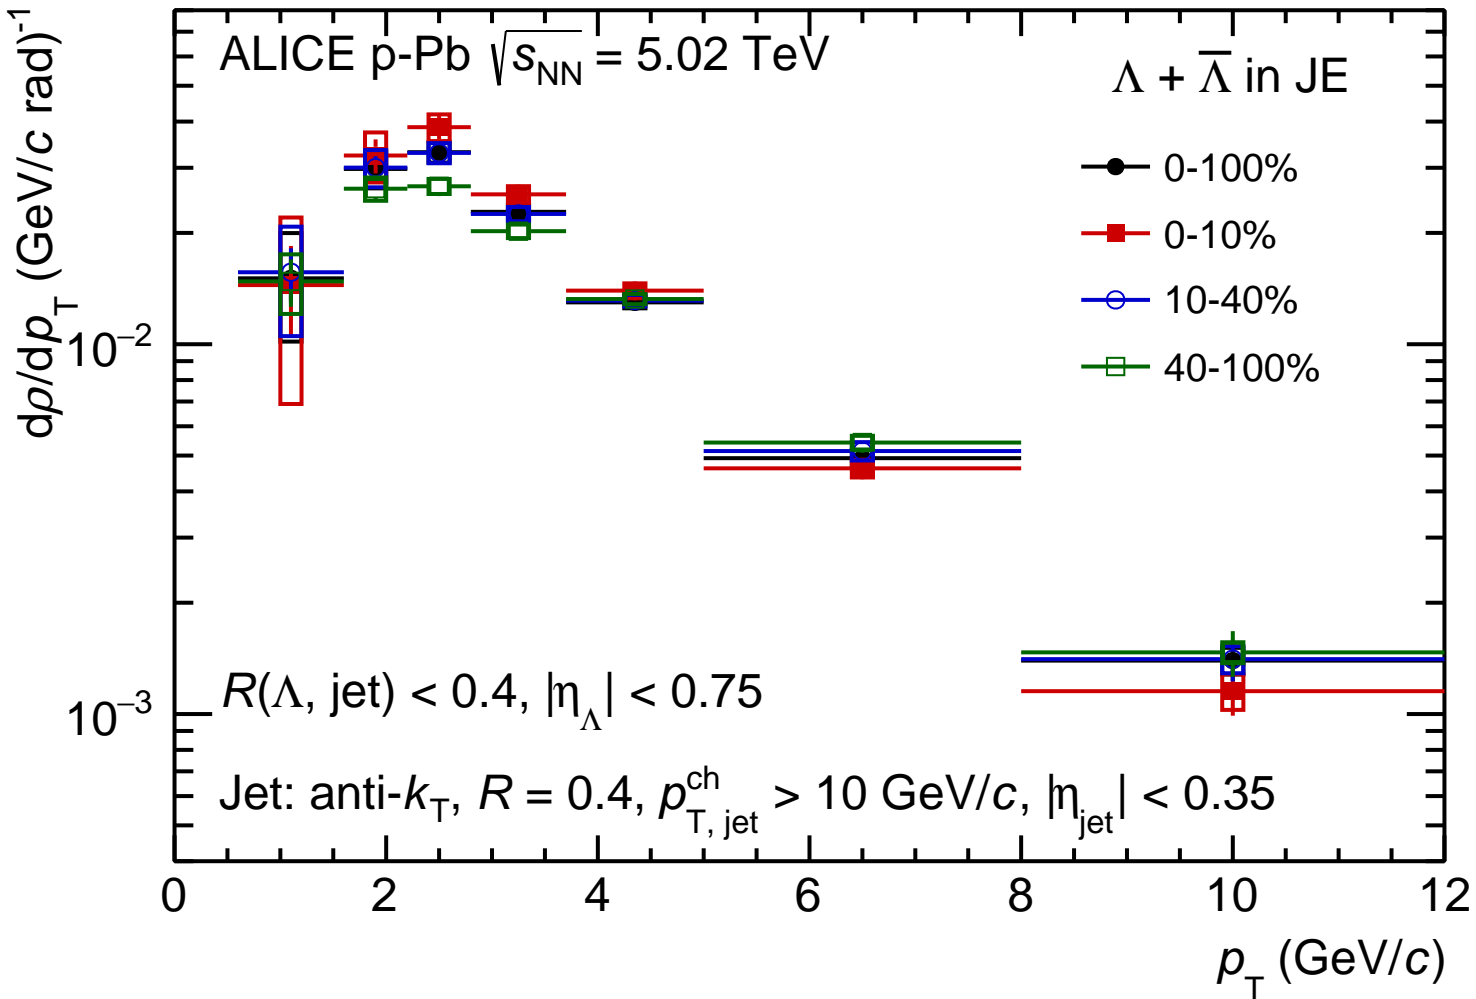 ALICE p-Pb √s_NN = 5.02 TeV
Λ + Λ̅ in JE
0-100%
0-10%
10-40%
40-100%
dρ/dp_T (GeV/c rad)^-1
10^−2
10^−3
R(Λ, jet) < 0.4, |η_Λ| < 0.75
Jet: anti-k_T, R = 0.4, p_T, jet^ch > 10 GeV/c, |η_jet| < 0.35
0 2 4 6 8 10 12
p_T (GeV/c)